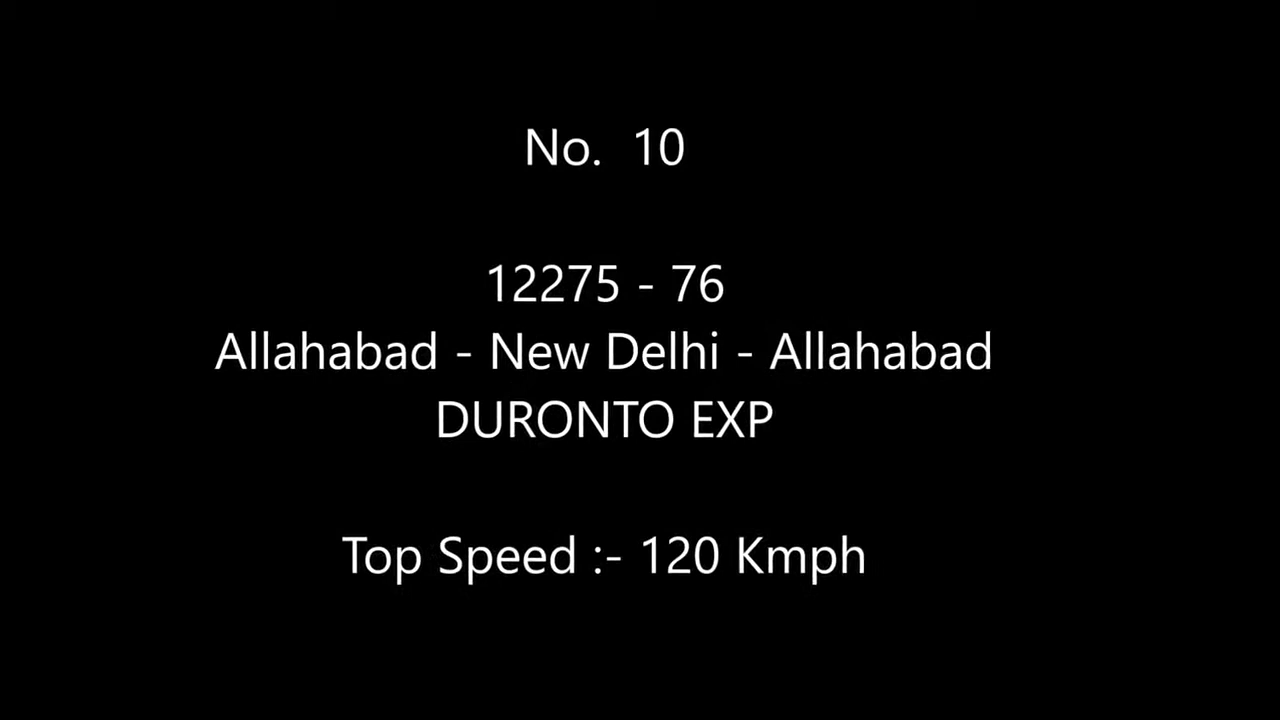 No. 10
12275 - 76
Allahabad - New Delhi - Allahabad
DURONTO EXP
Top Speed :- 120 Kmph